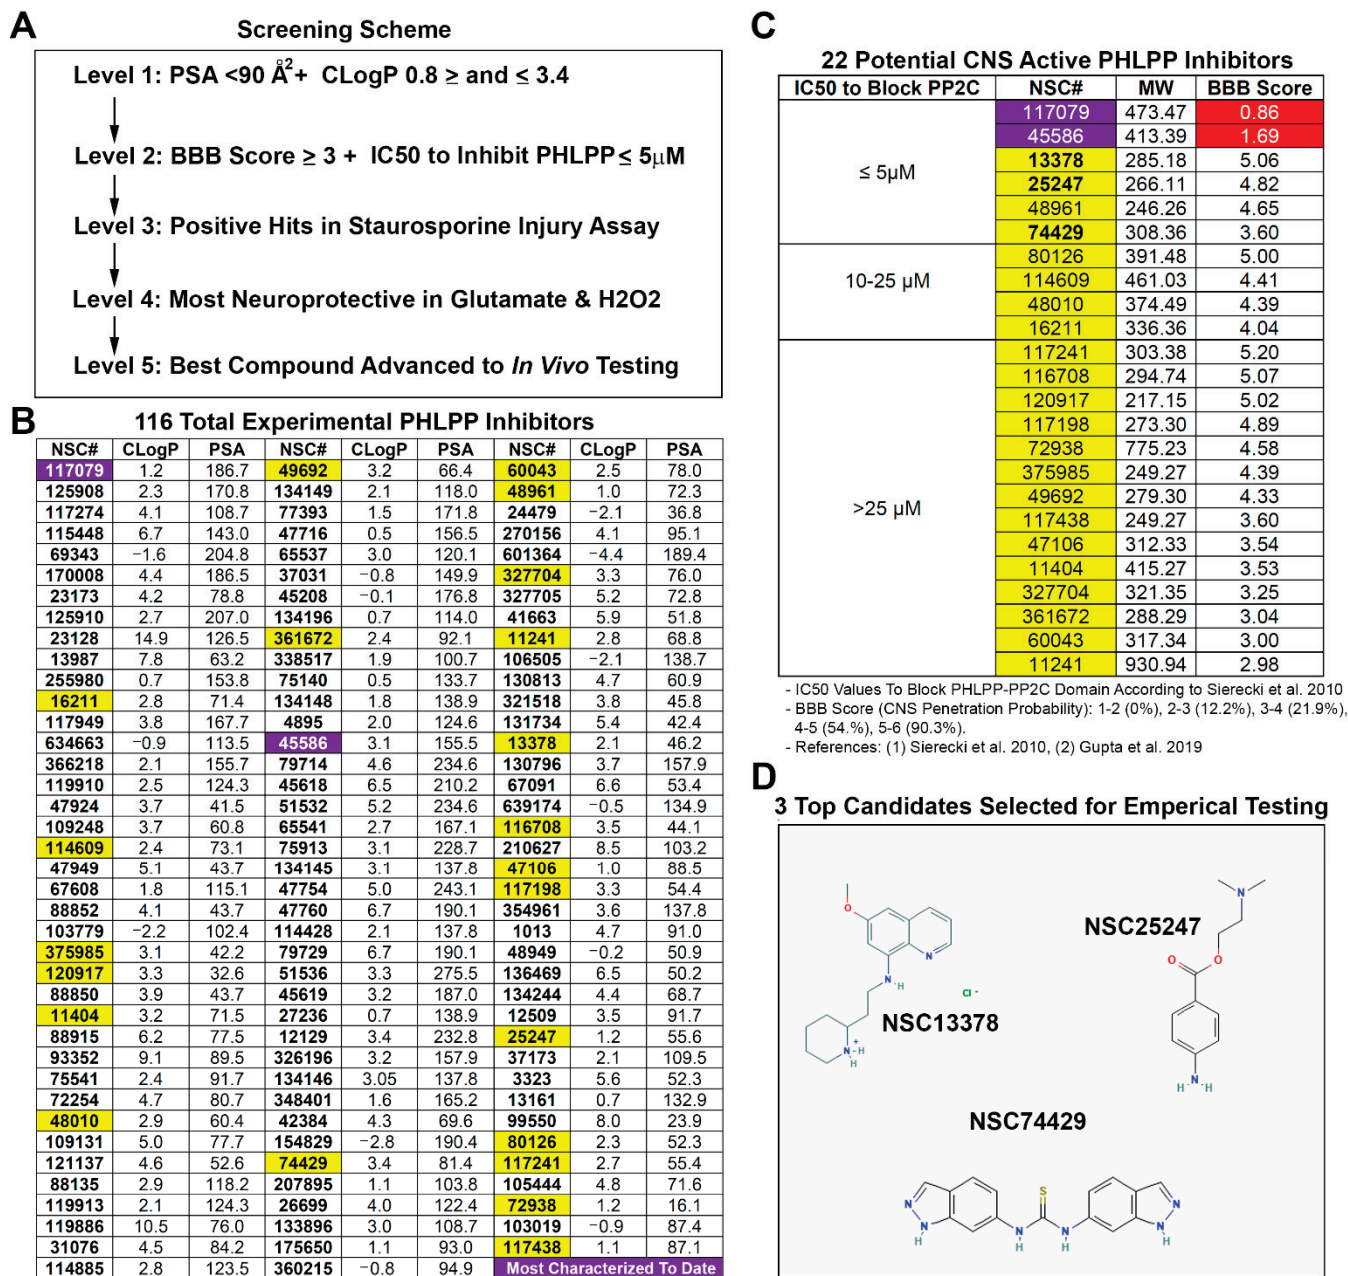 A
Screening Scheme
Level 1: PSA <90 Å²+ CLogP 0.8 ≥ and ≤ 3.4
Level 2: BBB Score ≥ 3 + IC50 to Inhibit PHLPP ≤ 5μM
Level 3: Positive Hits in Staurosporine Injury Assay
Level 4: Most Neuroprotective in Glutamate & H2O2
Level 5: Best Compound Advanced to In Vivo Testing
B
116 Total Experimental PHLPP Inhibitors
NSC# CLogP PSA NSC# CLogP PSA NSC# CLogP PSA
117079 1.2 186.7 49692 3.2 66.4 60043 2.5 78.0
125908 2.3 170.8 134149 2.1 118.0 48961 1.0 72.3
117274 4.1 108.7 77393 1.5 171.8 24479 −2.1 36.8
115448 6.7 143.0 47716 0.5 156.5 270156 4.1 95.1
69343 −1.6 204.8 65537 3.0 120.1 601364 −4.4 189.4
170008 4.4 186.5 37031 −0.8 149.9 327704 3.3 76.0
23173 4.2 78.8 45208 −0.1 176.8 327705 5.2 72.8
125910 2.7 207.0 134196 0.7 114.0 41663 5.9 51.8
23128 14.9 126.5 361672 2.4 92.1 11241 2.8 68.8
13987 7.8 63.2 338517 1.9 100.7 106505 −2.1 138.7
255980 0.7 153.8 75140 0.5 133.7 130813 4.7 60.9
16211 2.8 71.4 134148 1.8 138.9 321518 3.8 45.8
117949 3.8 167.7 4895 2.0 124.6 131734 5.4 42.4
634663 −0.9 113.5 45586 3.1 155.5 13378 2.1 46.2
366218 2.1 155.7 79714 4.6 234.6 130796 3.7 157.9
119910 2.5 124.3 45618 6.5 210.2 67091 6.6 53.4
47924 3.7 41.5 51532 5.2 234.6 639174 −0.5 134.9
109248 3.7 60.8 65541 2.7 167.1 116708 3.5 44.1
114609 2.4 73.1 75913 3.1 228.7 210627 8.5 103.2
47949 5.1 43.7 134145 3.1 137.8 47106 1.0 88.5
67608 1.8 115.1 47754 5.0 243.1 117198 3.3 54.4
88852 4.1 43.7 47760 6.7 190.1 354961 3.6 137.8
103779 −2.2 102.4 114428 2.1 137.8 1013 4.7 91.0
375985 3.1 42.2 79729 6.7 190.1 48949 −0.2 50.9
120917 3.3 32.6 51536 3.3 275.5 136469 6.5 50.2
88850 3.9 43.7 45619 3.2 187.0 134244 4.4 68.7
11404 3.2 71.5 27236 0.7 138.9 12509 3.5 91.7
88915 6.2 77.5 12129 3.4 232.8 25247 1.2 55.6
93352 9.1 89.5 326196 3.2 157.9 37173 2.1 109.5
75541 2.4 91.7 134146 3.05 137.8 3323 5.6 52.3
72254 4.7 80.7 348401 1.6 165.2 13161 0.7 132.9
48010 2.9 60.4 42384 4.3 69.6 99550 8.0 23.9
109131 5.0 77.7 154829 −2.8 190.4 80126 2.3 52.3
121137 4.6 52.6 74429 3.4 81.4 117241 2.7 55.4
88135 2.9 118.2 207895 1.1 103.8 105444 4.8 71.6
119913 2.1 124.3 26699 4.0 122.4 72938 1.2 16.1
119886 10.5 76.0 133896 3.0 108.7 103019 −0.9 87.4
31076 4.5 84.2 175650 1.1 93.0 117438 1.1 87.1
114885 2.8 123.5 360215 −0.8 94.9 Most Characterized To Date
C
22 Potential CNS Active PHLPP Inhibitors
IC50 to Block PP2C NSC# MW BBB Score
≤ 5μM
117079 473.47 0.86
45586 413.39 1.69
13378 285.18 5.06
25247 266.11 4.82
48961 246.26 4.65
74429 308.36 3.60
10-25 μM
80126 391.48 5.00
114609 461.03 4.41
48010 374.49 4.39
16211 336.36 4.04
>25 μM
117241 303.38 5.20
116708 294.74 5.07
120917 217.15 5.02
117198 273.30 4.89
72938 775.23 4.58
375985 249.27 4.39
49692 279.30 4.33
117438 249.27 3.60
47106 312.33 3.54
11404 415.27 3.53
327704 321.35 3.25
361672 288.29 3.04
60043 317.34 3.00
11241 930.94 2.98
- IC50 Values To Block PHLPP-PP2C Domain According to Sierecki et al. 2010
- BBB Score (CNS Penetration Probability): 1-2 (0%), 2-3 (12.2%), 3-4 (21.9%),
4-5 (54.%), 5-6 (90.3%).
- References: (1) Sierecki et al. 2010, (2) Gupta et al. 2019
D
3 Top Candidates Selected for Emperical Testing
O
N
N
H
Cl -
N
+
H
H
NSC13378
N
NSC25247
O
O
N
H
H
NSC74429
S
N
N
H
N
H
N
H
N
N
H